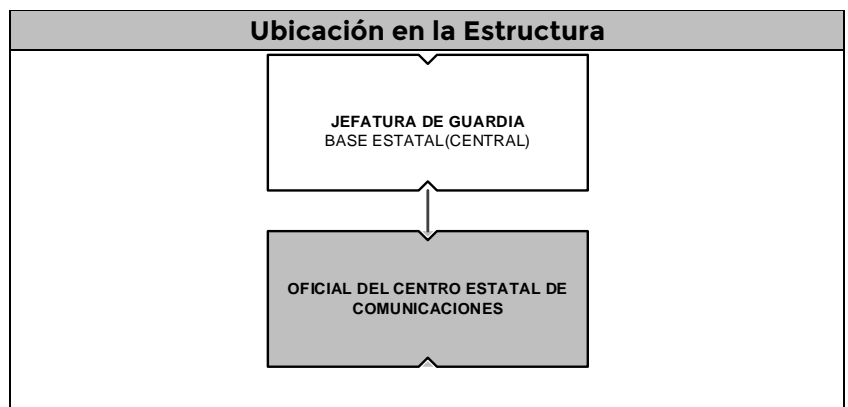 Ubicación en la Estructura
JEFATURA DE GUARDIA
BASE ESTATAL(CENTRAL)
OFICIAL DEL CENTRO ESTATAL DE
COMUNICACIONES